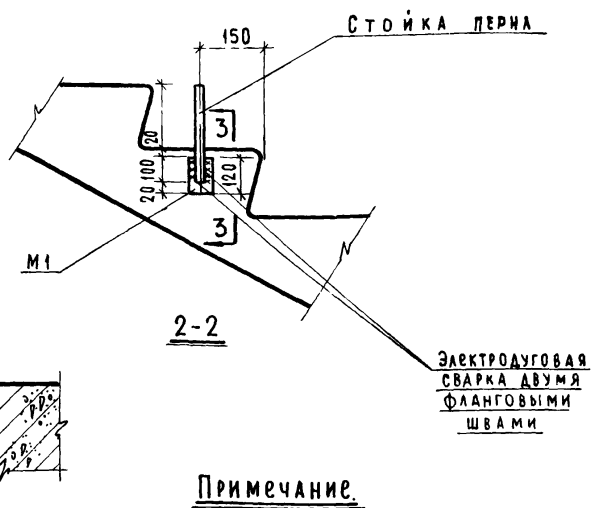 Стойка перил
150
20
3
100
120
20
3
М1
2-2
Электродуговая
сварка двумя
фланговыми
швами
Примечание.